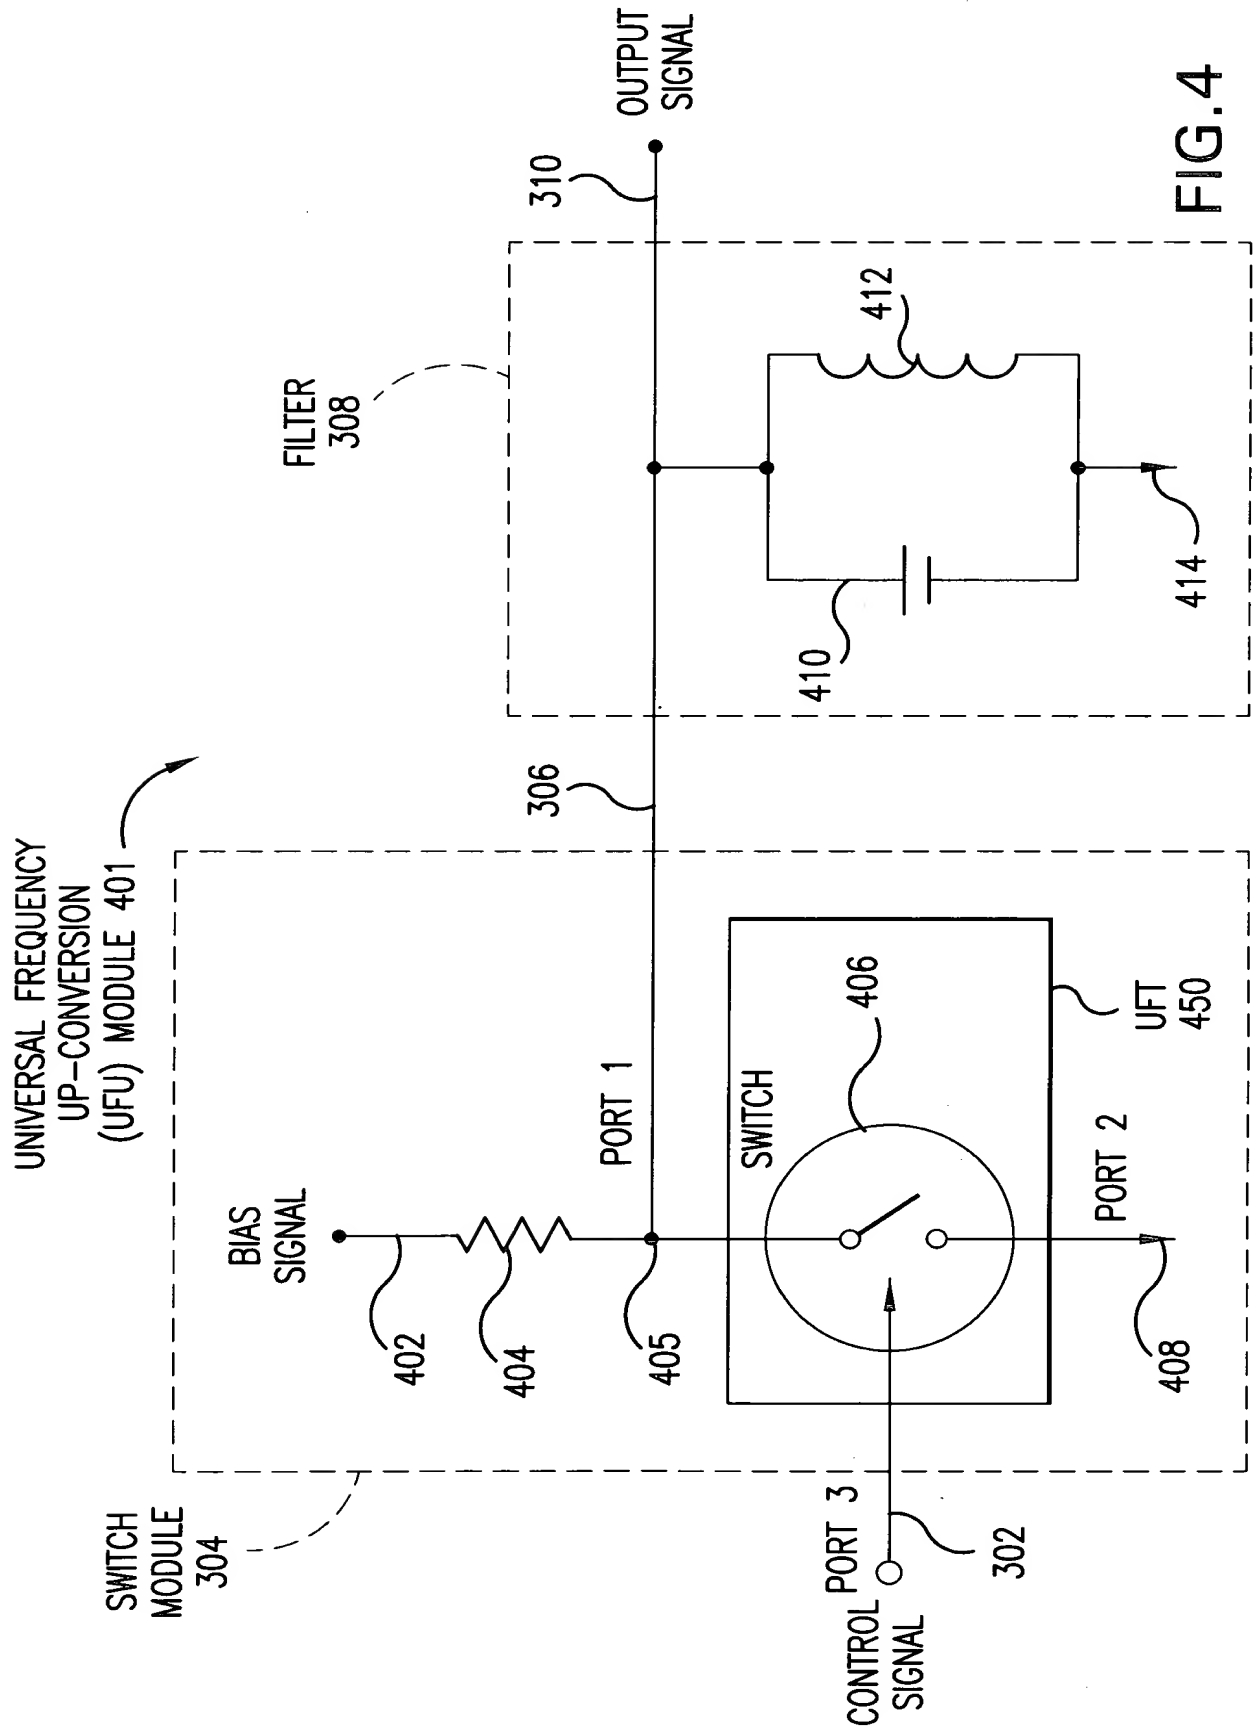 UNIVERSAL FREQUENCY
UP-CONVERSION
(UFU) MODULE 401
SWITCH
MODULE
304
BIAS
SIGNAL
402
404
405
PORT 1
306
FILTER
308
310
OUTPUT
SIGNAL
SWITCH
406
410
412
PORT 3
CONTROL
SIGNAL
302
PORT 2
408
UFT
450
414
FIG.4